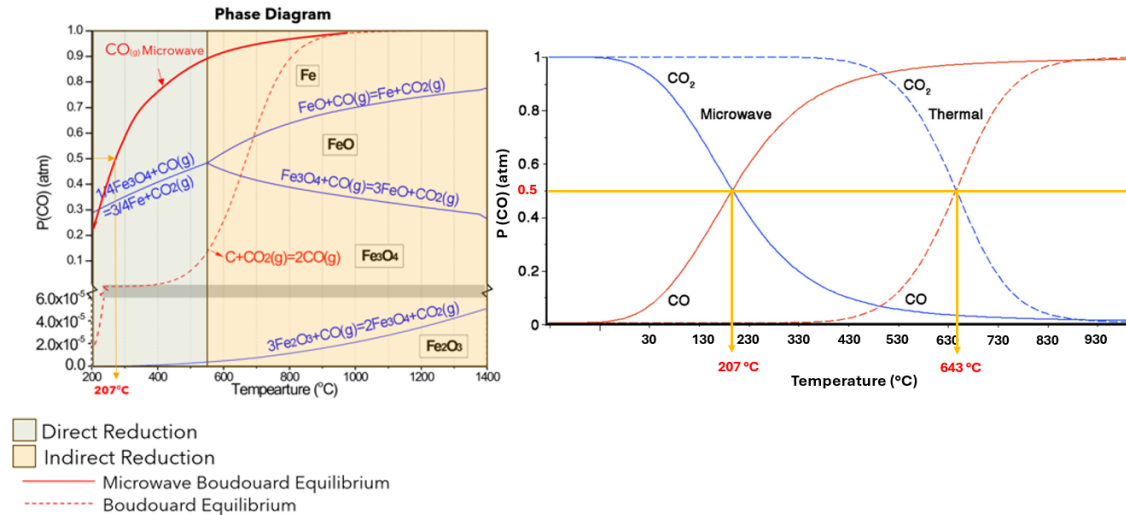 Phase Diagram
P(CO) (atm)
1.0
0.9
0.8
0.7
0.6
0.5
0.4
0.3
0.2
0.1
6.0x10-5
4.0x10-5
2.0x10-5
0.0
CO(g) Microwave
Fe
FeO+CO(g)=Fe+CO2(g)
FeO
1/4Fe3O4+CO(g)
=3/4Fe+CO2(g)
Fe3O4+CO(g)=3FeO+CO2(g)
C+CO2(g)=2CO(g)
Fe3O4
3Fe2O3+CO(g)=2Fe3O4+CO2(g)
Fe2O3
200 400 600 800 1000 1200 1400
207°C
Tempearture (°C)
Direct Reduction
Indirect Reduction
Microwave Boudouard Equilibrium
Boudouard Equilibrium
P (CO) (atm)
1
0.8
0.6
0.5
0.4
0.2
0
CO2
CO2
Microwave
Thermal
CO
CO
30 130 230 330 430 530 630 730 830 930
207 °C
643 °C
Temperature (°C)